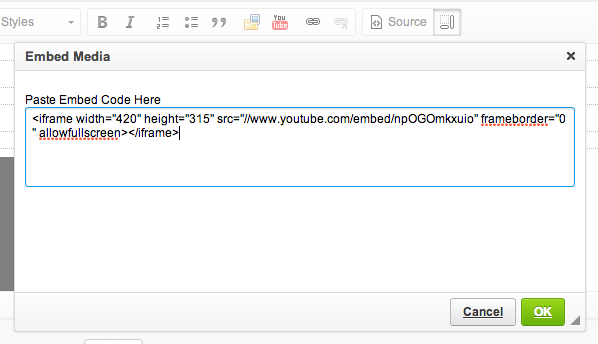 Styles B I You Tube Source
Embed Media
Paste Embed Code Here
<iframe width="420" height="315" src="//www.youtube.com/embed/npOGOmkxuio" frameborder="0
" allowfullscreen></iframe>
Cancel OK